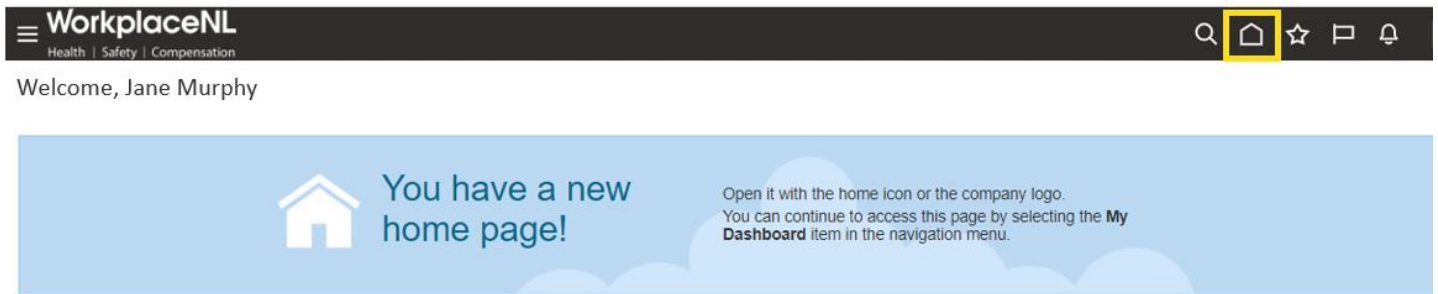 WorkplaceNL
Health | Safety | Compensation
Welcome, Jane Murphy
You have a new
home page!
Open it with the home icon or the company logo.
You can continue to access this page by selecting the My
Dashboard item in the navigation menu.